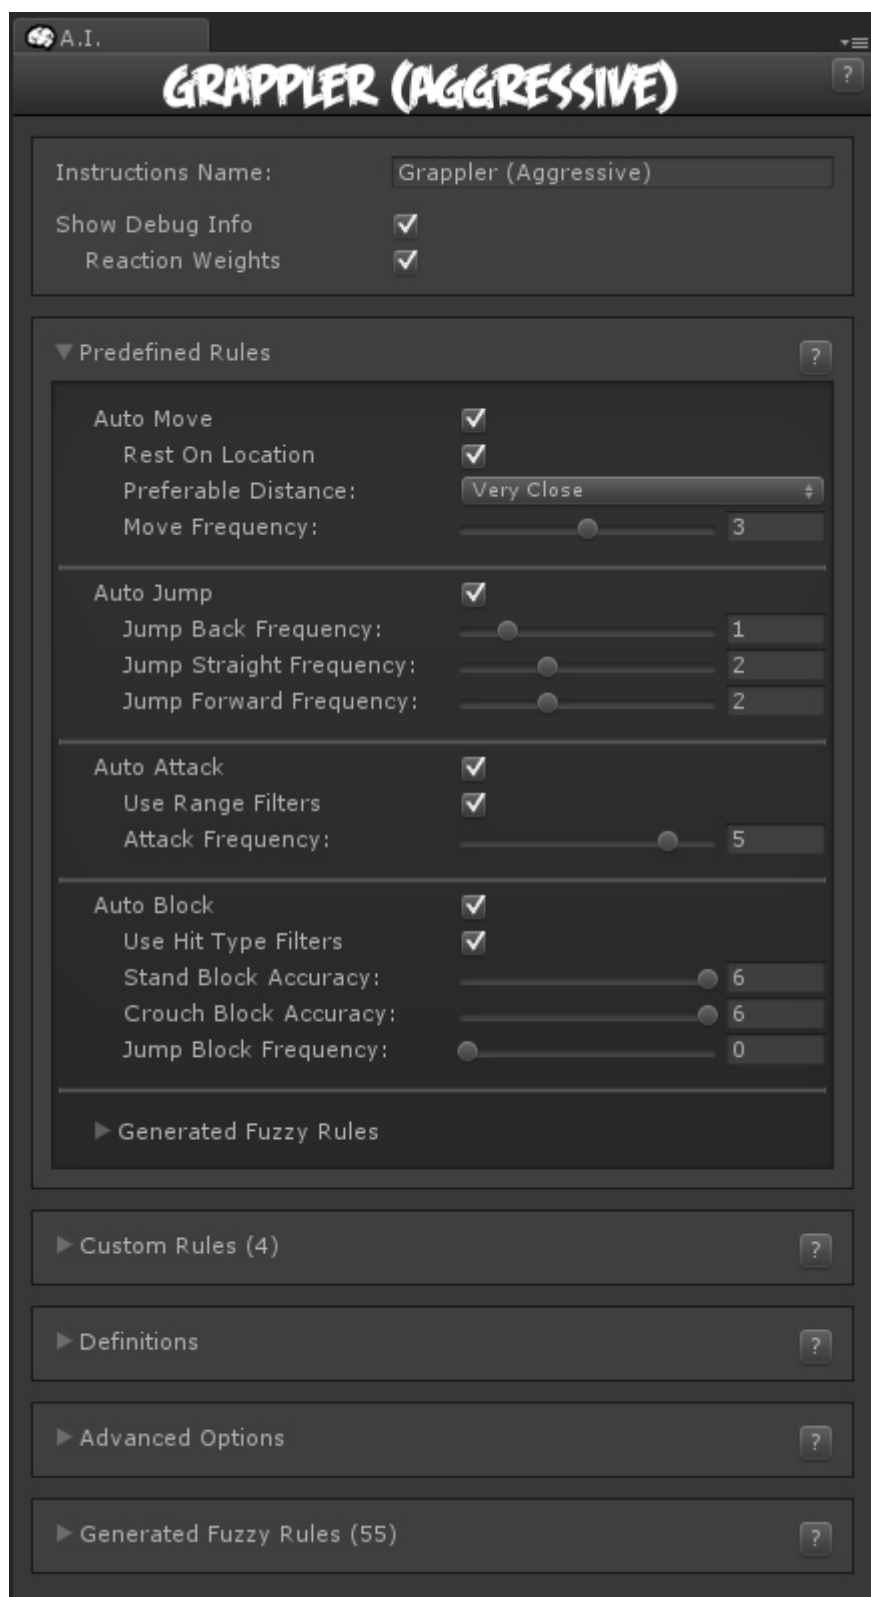 A.I.
GRAPPLER (AGGRESSIVE)
?
Instructions Name: Grappler (Aggressive)
Show Debug Info
Reaction Weights
Predefined Rules ?
Auto Move
Rest On Location
Preferable Distance: Very Close
Move Frequency: 3
Auto Jump
Jump Back Frequency: 1
Jump Straight Frequency: 2
Jump Forward Frequency: 2
Auto Attack
Use Range Filters
Attack Frequency: 5
Auto Block
Use Hit Type Filters
Stand Block Accuracy: 6
Crouch Block Accuracy: 6
Jump Block Frequency: 0
Generated Fuzzy Rules
Custom Rules (4) ?
Definitions ?
Advanced Options ?
Generated Fuzzy Rules (55) ?